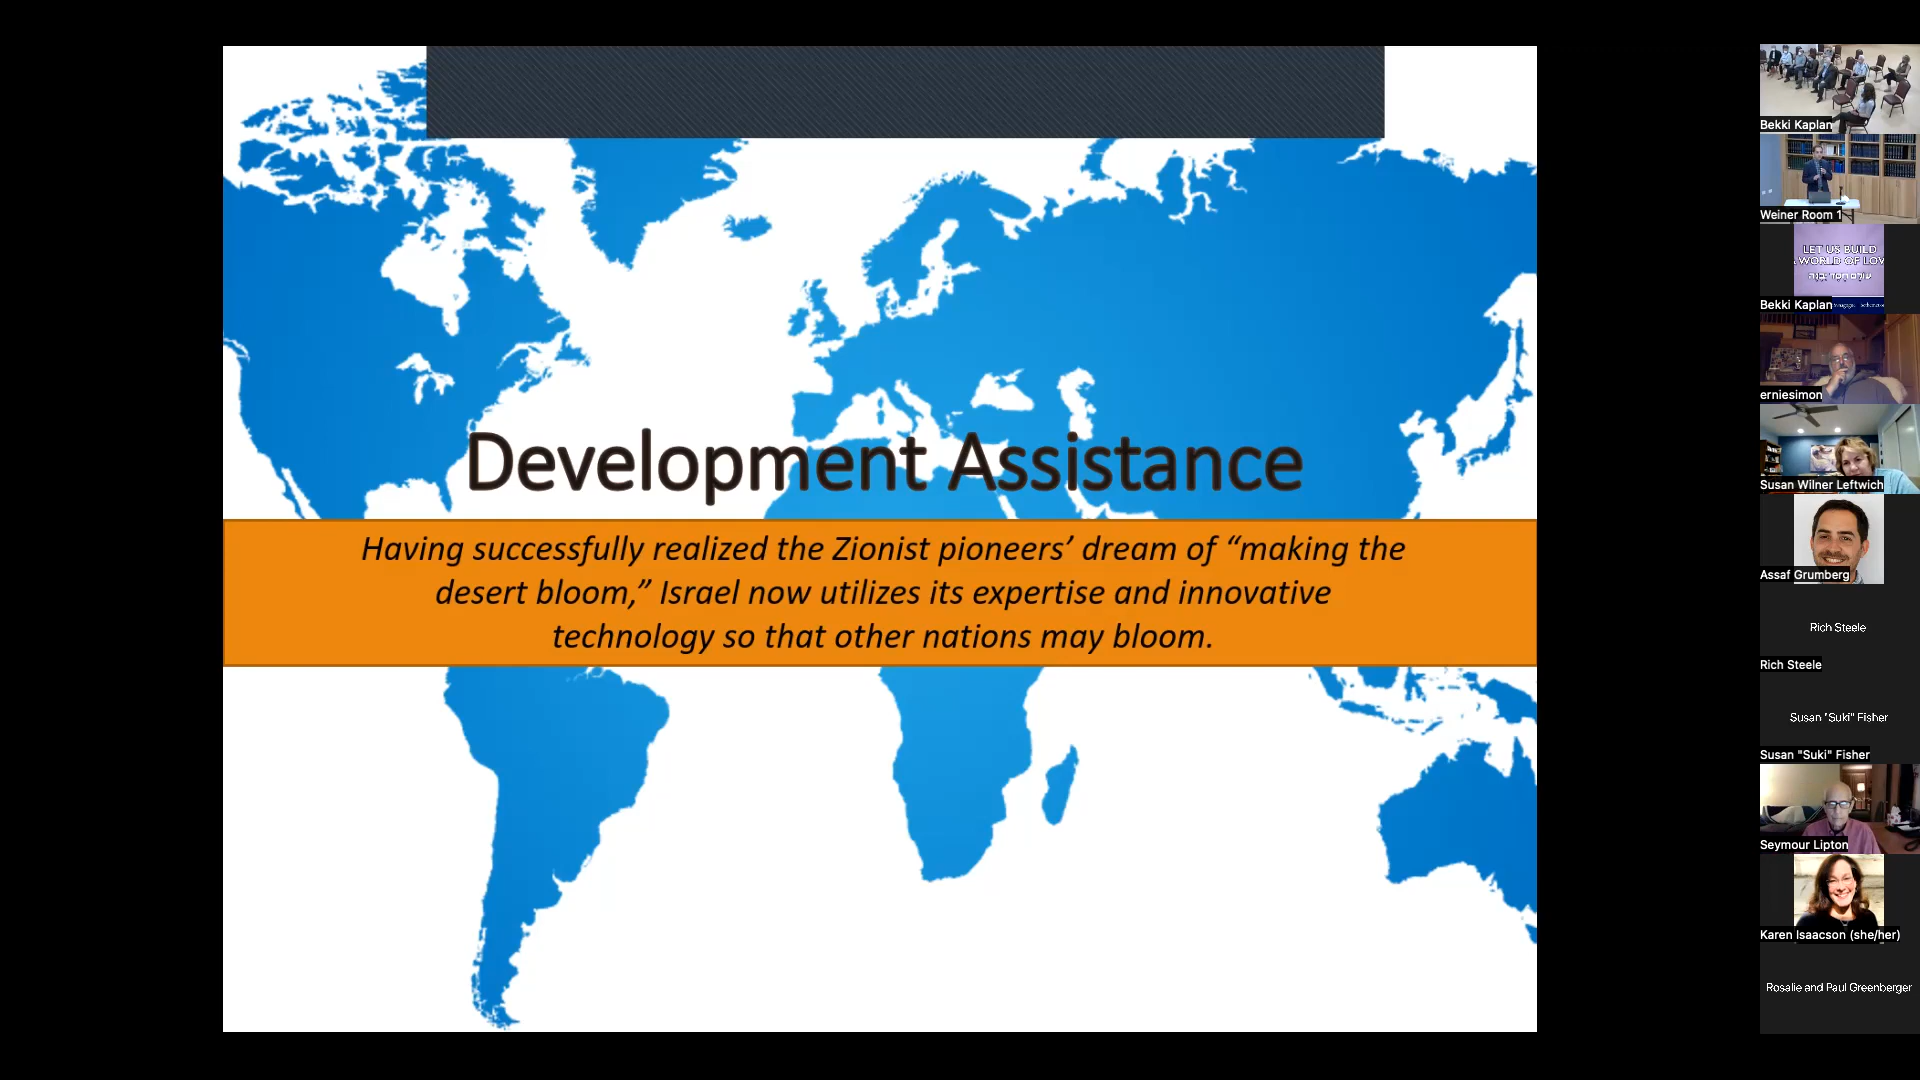 Development Assistance
Having successfully realized the Zionist pioneers’ dream of “making the
desert bloom,” Israel now utilizes its expertise and innovative
technology so that other nations may bloom.
Bekki Kaplan
Weiner Room 1
LET US BUILD
A WORLD OF LOV
עולם חסד יבנה
Bekki Kaplan
erniesimon
Susan Wilner Leftwich
Assaf Grumberg
Rich Steele
Rich Steele
Susan "Suki" Fisher
Susan "Suki" Fisher
Seymour Lipton
Karen Isaacson (she/her)
Rosalie and Paul Greenberger